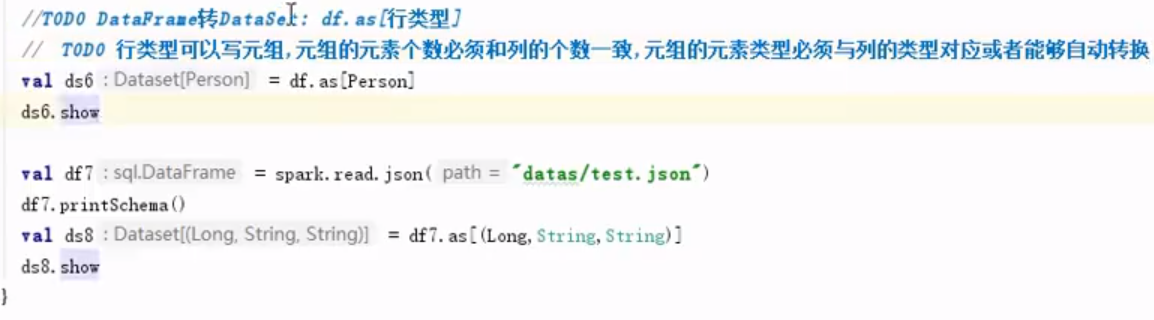 //TODO DataFrame转DataSet: df.as[行类型]
// TODO 行类型可以写元组,元组的元素个数必须和列的个数一致,元组的元素类型必须与列的类型对应或者能够自动转换
val ds6 : Dataset[Person] = df.as[Person]
ds6.show
val df7 : sql.DataFrame = spark.read.json( path = "datas/test.json")
df7.printSchema()
val ds8 : Dataset[(Long, String, String)] = df7.as[(Long,String,String)]
ds8.show
}